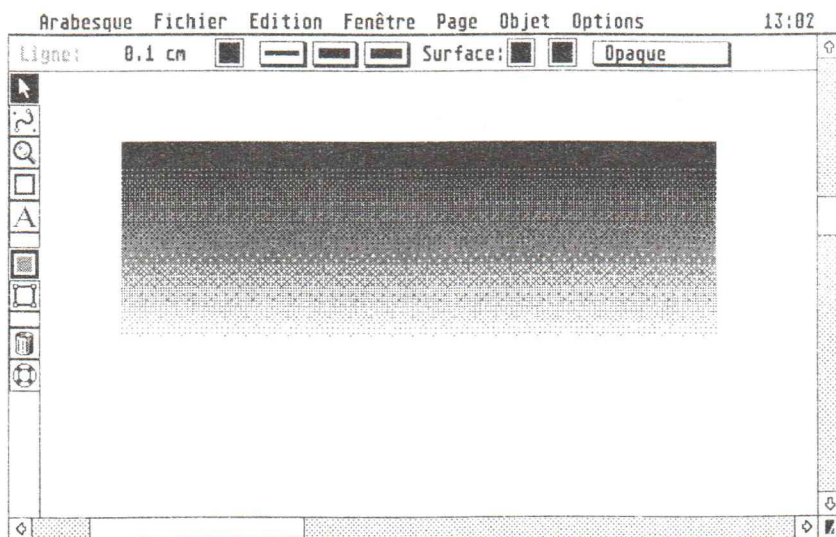 Arabesque Fichier Edition Fenêtre Page Objet Options 13:02
Ligne: 0.1 cm Surface: Opaque
A